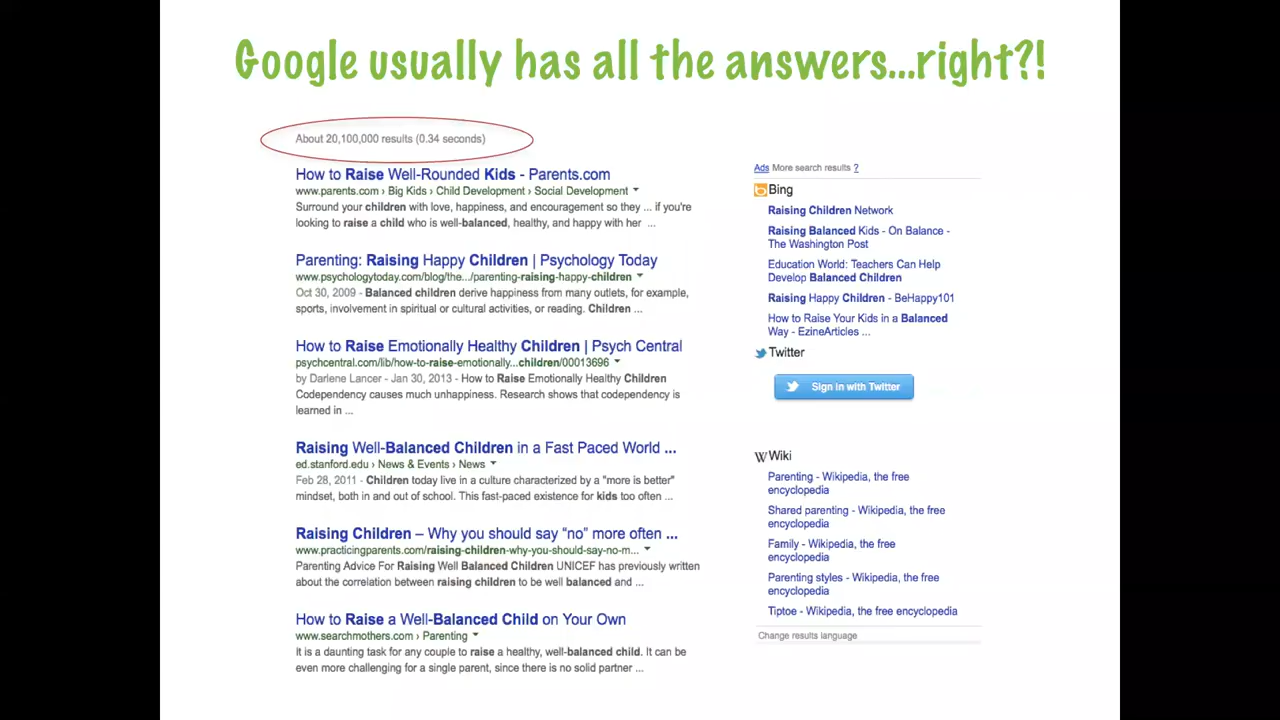 Google usually has all the answers...right?!
About 20,100,000 results (0.34 seconds)
How to Raise Well-Rounded Kids - Parents.com
www.parents.com › Big Kids › Child Development › Social Development
Surround your children with love, happiness, and encouragement so they ... if you're
looking to raise a child who is well-balanced, healthy, and happy with her ...
Parenting: Raising Happy Children | Psychology Today
www.psychologytoday.com/blog/the.../parenting-raising-happy-children
Oct 30, 2009 - Balanced children derive happiness from many outlets, for example,
sports, involvement in spiritual or cultural activities, or reading. Children ...
How to Raise Emotionally Healthy Children | Psych Central
psychcentral.com/lib/how-to-raise-emotionally...children/00013696
by Darlene Lancer - Jan 30, 2013 - How to Raise Emotionally Healthy Children
Codependency causes much unhappiness. Research shows that codependency is
learned in ...
Raising Well-Balanced Children in a Fast Paced World ...
ed.stanford.edu › News & Events › News
Feb 28, 2011 - Children today live in a culture characterized by a "more is better"
mindset, both in and out of school. This fast-paced existence for kids too often ...
Raising Children – Why you should say “no” more often ...
www.practicingparents.com/raising-children-why-you-should-say-no-m...
Parenting Advice For Raising Well Balanced Children UNICEF has previously written
about the correlation between raising children to be well balanced and ...
How to Raise a Well-Balanced Child on Your Own
www.searchmothers.com › Parenting
It is a daunting task for any couple to raise a healthy, well-balanced child. It can be
even more challenging for a single parent, since there is no solid partner ...
Ads More search results ?
Bing
Raising Children Network
Raising Balanced Kids - On Balance -
The Washington Post
Education World: Teachers Can Help
Develop Balanced Children
Raising Happy Children - BeHappy101
How to Raise Your Kids in a Balanced
Way - EzineArticles ...
Twitter
Sign in with Twitter
W Wiki
Parenting - Wikipedia, the free
encyclopedia
Shared parenting - Wikipedia, the free
encyclopedia
Family - Wikipedia, the free
encyclopedia
Parenting styles - Wikipedia, the free
encyclopedia
Tiptoe - Wikipedia, the free encyclopedia
Change results language